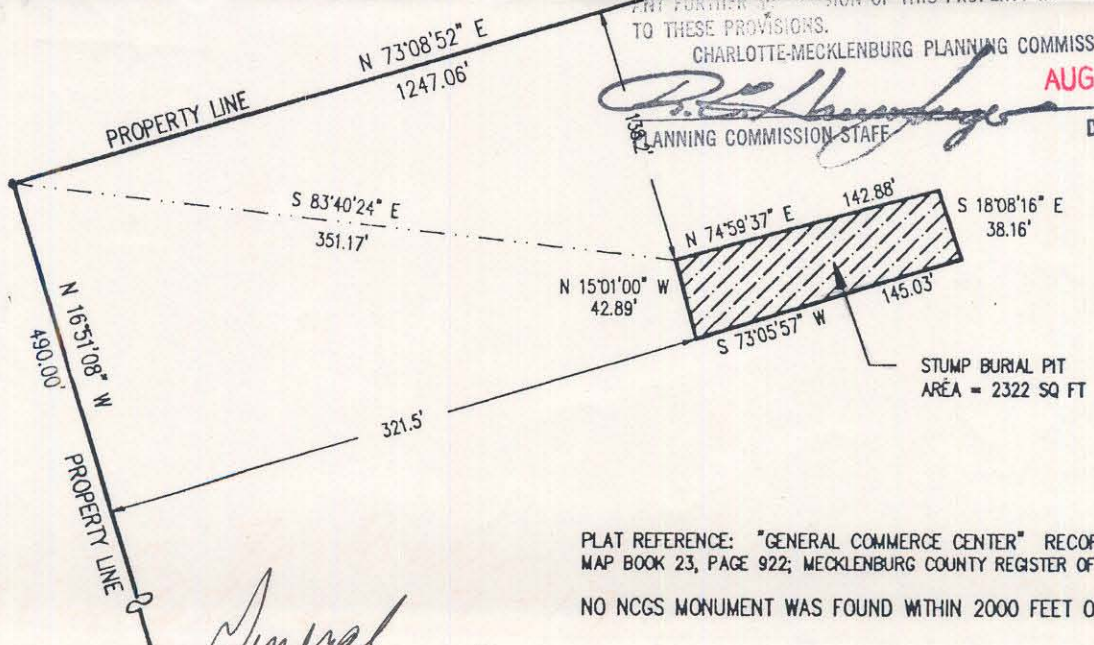 TO THESE PROVISIONS.
CHARLOTTE-MECKLENBURG PLANNING COMMISS
AUG
PLANNING COMMISSION STAFF
D
N 73°08'52" E
1247.06'
PROPERTY LINE
138.2'
S 83°40'24" E
351.17'
N 74°59'37" E
142.88'
S 18°08'16" E
38.16'
N 15°01'00" W
42.89'
145.03'
S 73°05'57" W
N 16°51'08" W
490.00'
STUMP BURIAL PIT
AREA = 2322 SQ FT
321.5'
PROPERTY LINE
PLAT REFERENCE: "GENERAL COMMERCE CENTER" RECOR
MAP BOOK 23, PAGE 922; MECKLENBURG COUNTY REGISTER OF
NO NCGS MONUMENT WAS FOUND WITHIN 2000 FEET O
General